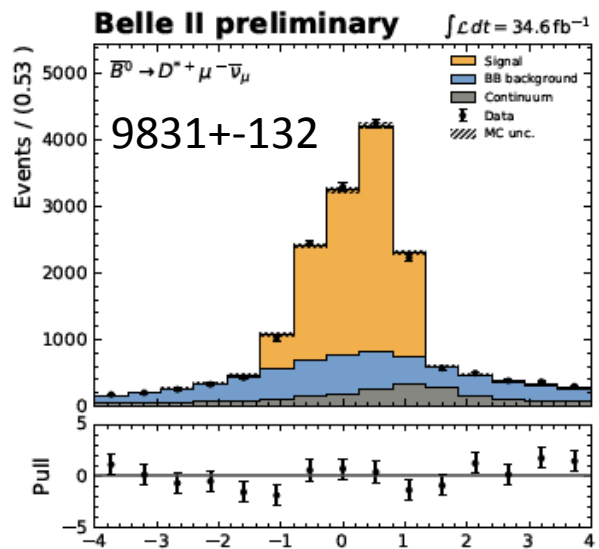 Belle II preliminary
∫ℒ dt = 34.6 fb⁻¹
B̅⁰ → D*⁺ μ⁻ ν̅_μ
9831+-132
Signal
BB background
Continuum
Data
MC unc.
Events / (0.53 )
5000
4000
3000
2000
1000
0
Pull
5
0
−5
−4 −3 −2 −1 0 1 2 3 4